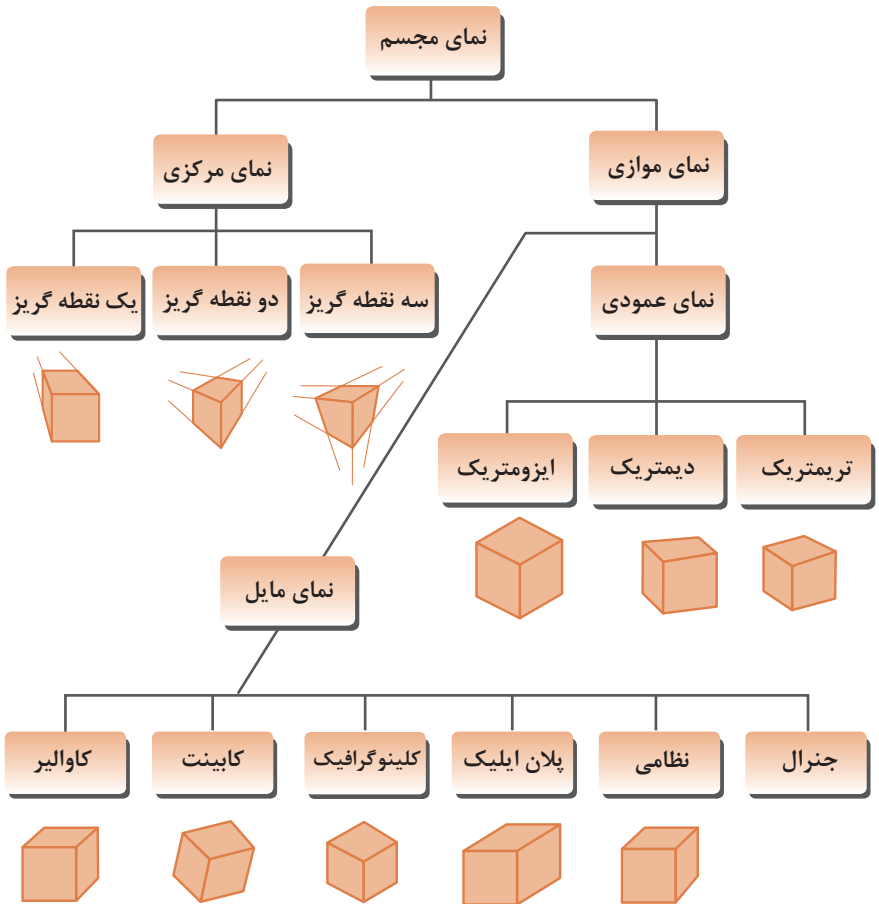 نمای مجسم
نمای موازی
نمای مرکزی
نمای عمودی
سه نقطه گریز
دو نقطه گریز
یک نقطه گریز
تریمتریک
دیمتریک
ایزومتریک
نمای مایل
جنرال
نظامی
پلان ایلیک
کلینوگرافیک
کابینت
کاوالیر